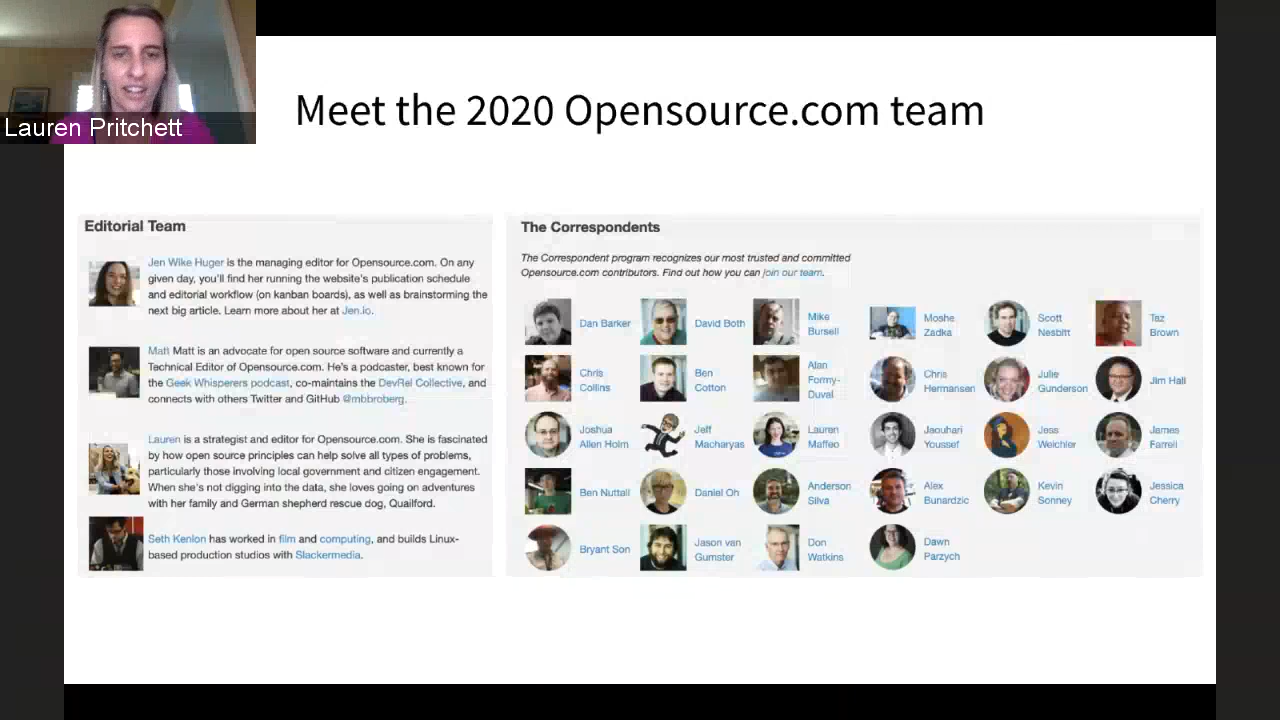 Lauren Pritchett
Meet the 2020 Opensource.com team
Editorial Team
Jen Wike Huger is the managing editor for Opensource.com. On any
given day, you'll find her running the website's publication schedule
and editorial workflow (on kanban boards), as well as brainstorming the
next big article. Learn more about her at Jen.io.
Matt Matt is an advocate for open source software and currently a
Technical Editor of Opensource.com. He's a podcaster, best known for
the Geek Whisperers podcast, co-maintains the DevRel Collective, and
connects with others Twitter and GitHub @mbbroberg.
Lauren is a strategist and editor for Opensource.com. She is fascinated
by how open source principles can help solve all types of problems,
particularly those involving local government and citizen engagement.
When she's not digging into the data, she loves going on adventures
with her family and German shepherd rescue dog, Quailford.
Seth Kenlon has worked in film and computing, and builds Linux-
based production studios with Slackermedia.
The Correspondents
The Correspondent program recognizes our most trusted and committed
Opensource.com contributors. Find out how you can join our team.
Dan Barker
David Both
Mike
Bursell
Moshe
Zadka
Scott
Nesbitt
Taz
Brown
Chris
Collins
Ben
Cotton
Alan
Formy-
Duval
Chris
Hermansen
Julie
Gunderson
Jim Hall
Joshua
Allen Holm
Jeff
Macharyas
Lauren
Maffeo
Jaouhari
Youssef
Jess
Weichler
James
Farrell
Ben Nuttall
Daniel Oh
Anderson
Silva
Alex
Bunardzic
Kevin
Sonney
Jessica
Cherry
Bryant Son
Jason van
Gumster
Don
Watkins
Dawn
Parzych